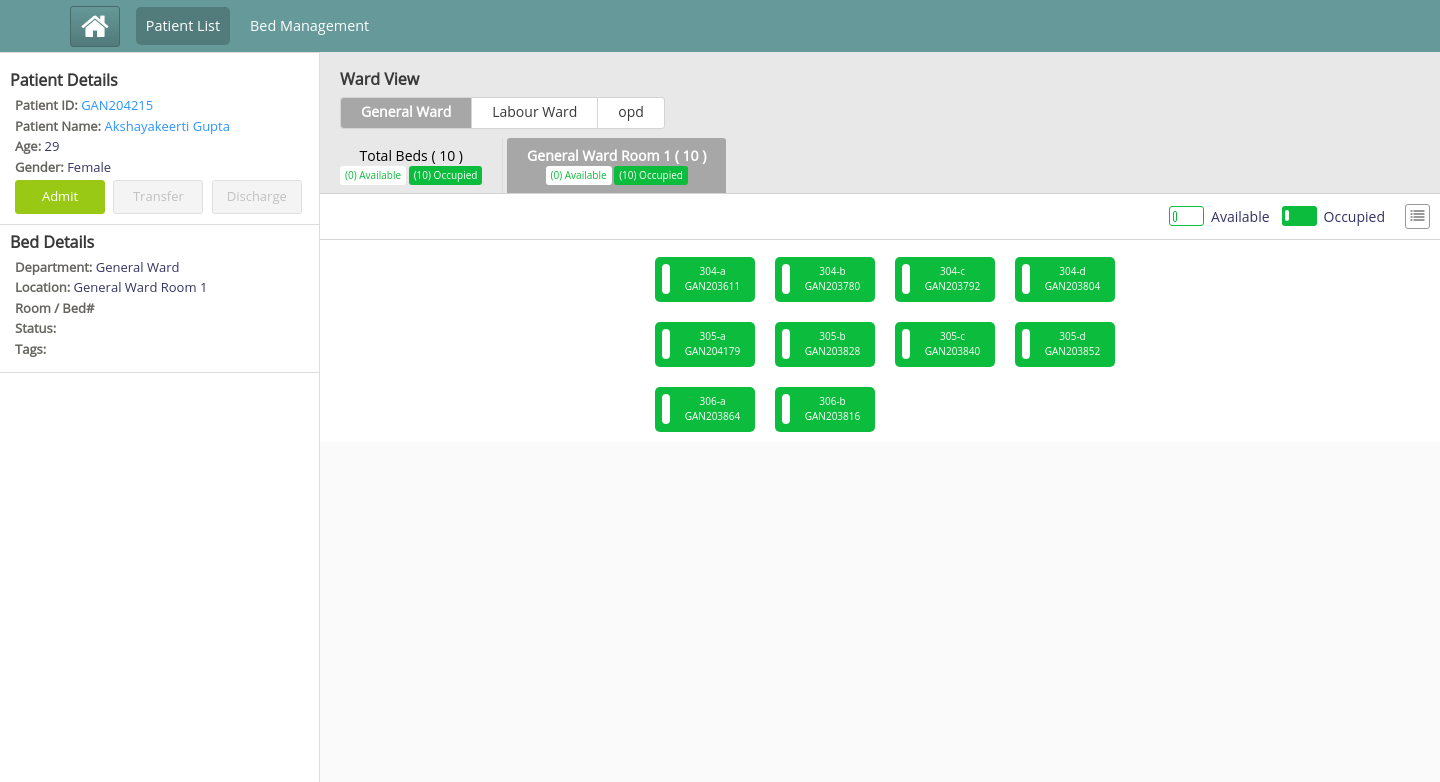 Patient List
Bed Management
Patient Details
Patient ID: GAN204215
Patient Name: Akshayakeerti Gupta
Age: 29
Gender: Female
Admit
Transfer
Discharge
Bed Details
Department: General Ward
Location: General Ward Room 1
Room / Bed#
Status:
Tags:
Ward View
General Ward
Labour Ward
opd
Total Beds ( 10 )
(0) Available (10) Occupied
General Ward Room 1 ( 10 )
(0) Available (10) Occupied
Available
Occupied
304-a
GAN203611
304-b
GAN203780
304-c
GAN203792
304-d
GAN203804
305-a
GAN204179
305-b
GAN203828
305-c
GAN203840
305-d
GAN203852
306-a
GAN203864
306-b
GAN203816